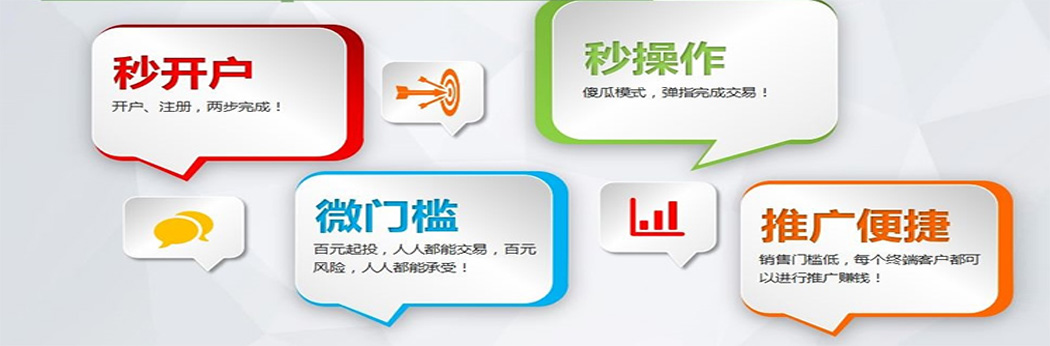 秒开户
开户、注册，两步完成！
秒操作
傻瓜模式，弹指完成交易！
微门槛
百元起投，人人都能交易，百元
风险，人人都能承受！
推广便捷
销售门槛低，每个终端客户都可
以进行推广赚钱！